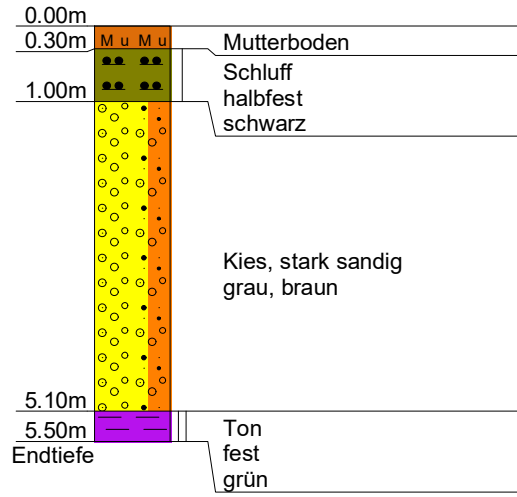 0.00m
0.30m
M u M u
Mutterboden
Schluff
halbfest
schwarz
1.00m
Kies, stark sandig
grau, braun
5.10m
5.50m
Endtiefe
Ton
fest
grün